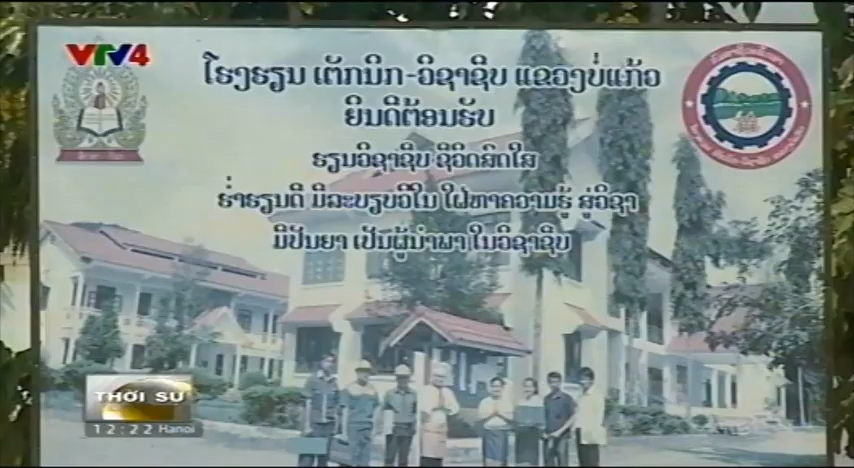 VTV4
ໂຮງຮຽນ ເຕັກນິກ-ວິຊາຊີບ ແຂວງບໍ່ແກ້ວ
ຍິນດີຕ້ອນຮັບ
ຮຽນວິຊາຊີບ ຊີວິດສົດໃສ
ຮ່ຳຮຽນດີ ມີລະບຽບວິໄນ ໃຝ່ຫາຄວາມຮູ້ ສູ່ວິຊາ
ມີປັນຍາ ເປັນຜູ້ນຳພາ ໃນວິຊາຊີບ
THỜI SỰ
12:22 Hanoi